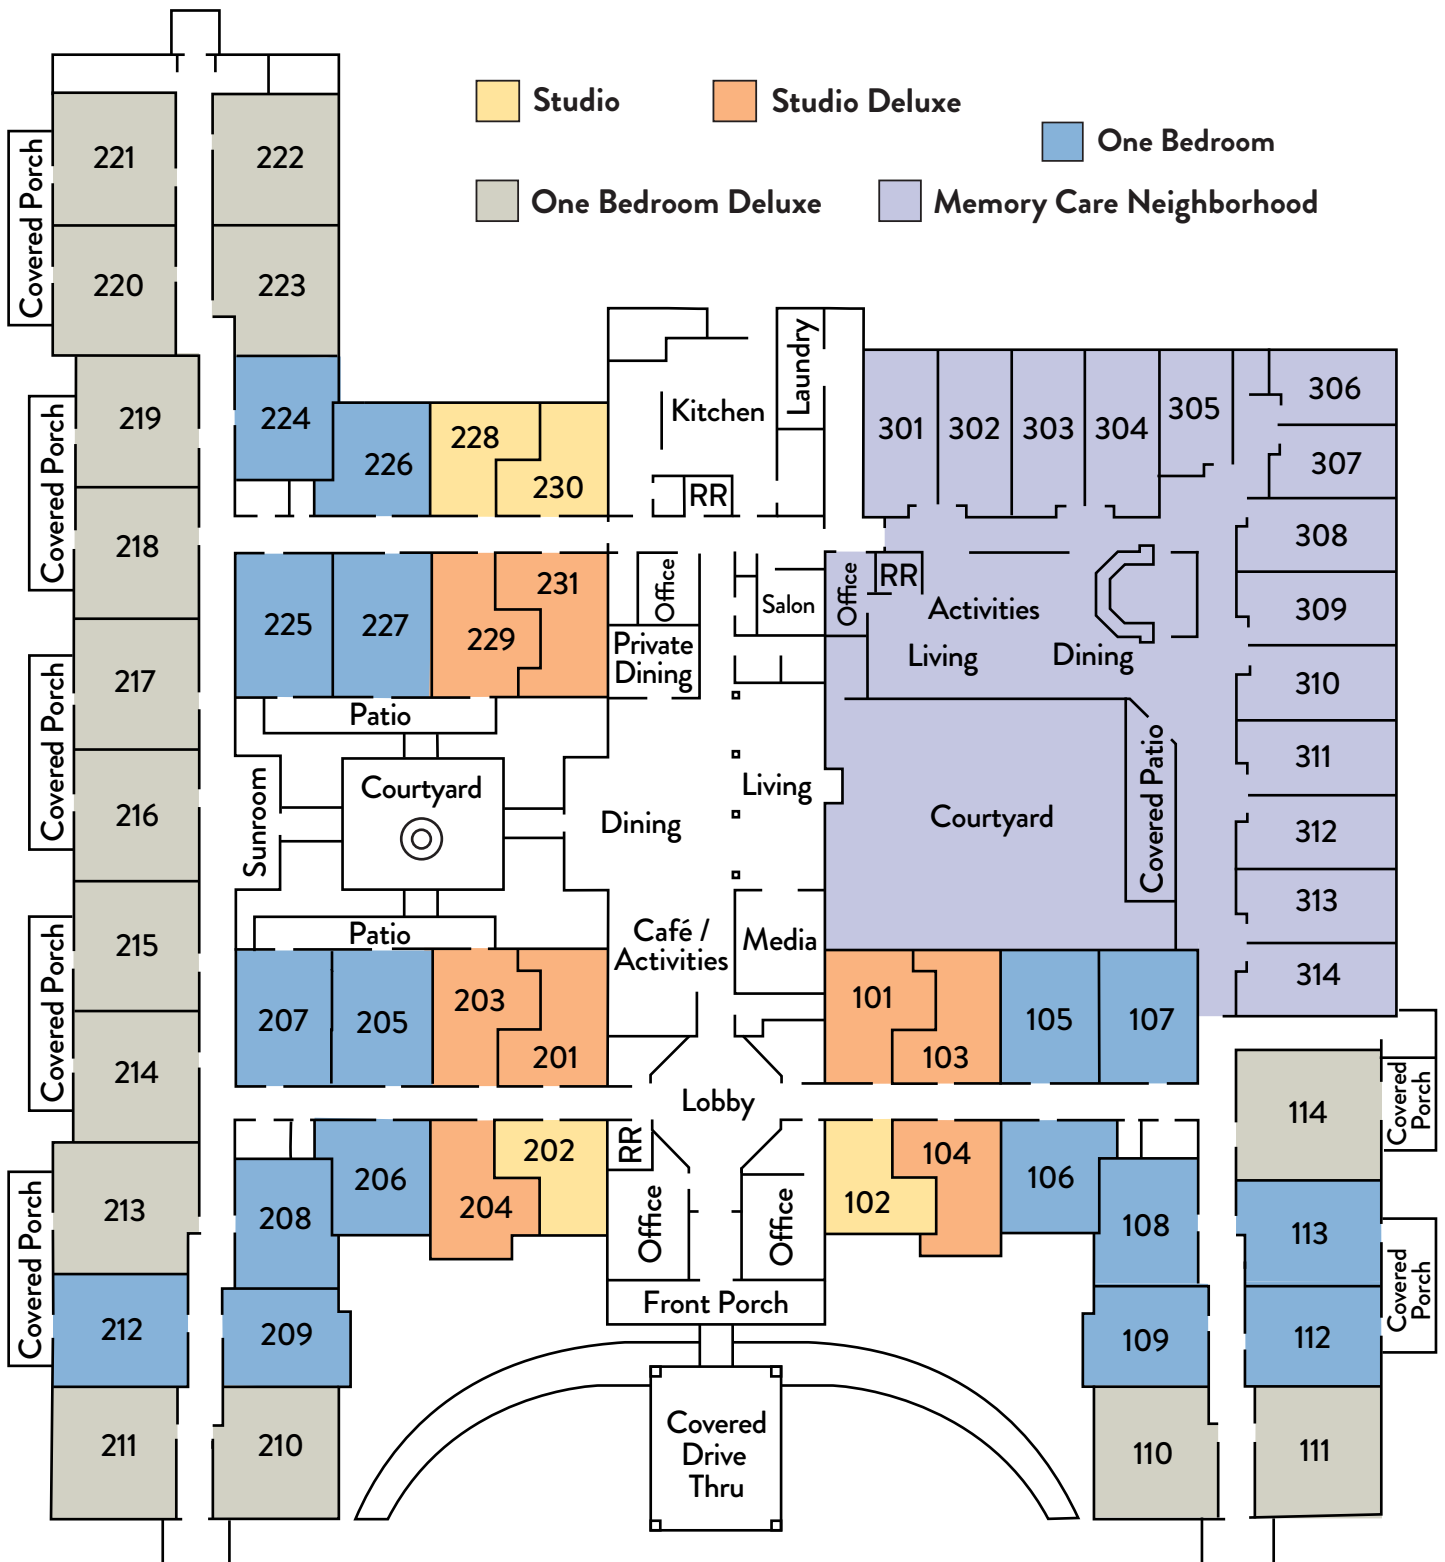 Studio
Studio Deluxe
One Bedroom
One Bedroom Deluxe
Memory Care Neighborhood
221
222
Covered Porch
220
223
219
224
Covered Porch
218
226
228
230
Kitchen
RR
Laundry
301
302
303
304
305
306
307
308
309
310
311
312
313
314
225
227
229
231
Office
Private
Dining
Salon
Office
RR
Activities
Living
Dining
217
Covered Porch
216
Patio
Sunroom
Courtyard
Dining
Living
Courtyard
Covered Patio
215
Covered Porch
214
Patio
Café /
Activities
Media
207
205
203
201
101
103
105
107
Lobby
114
Covered
Porch
213
Covered Porch
212
211
208
206
204
202
RR
Office
Office
102
104
106
108
113
Covered
Porch
112
209
210
Front Porch
109
110
111
Covered
Drive
Thru